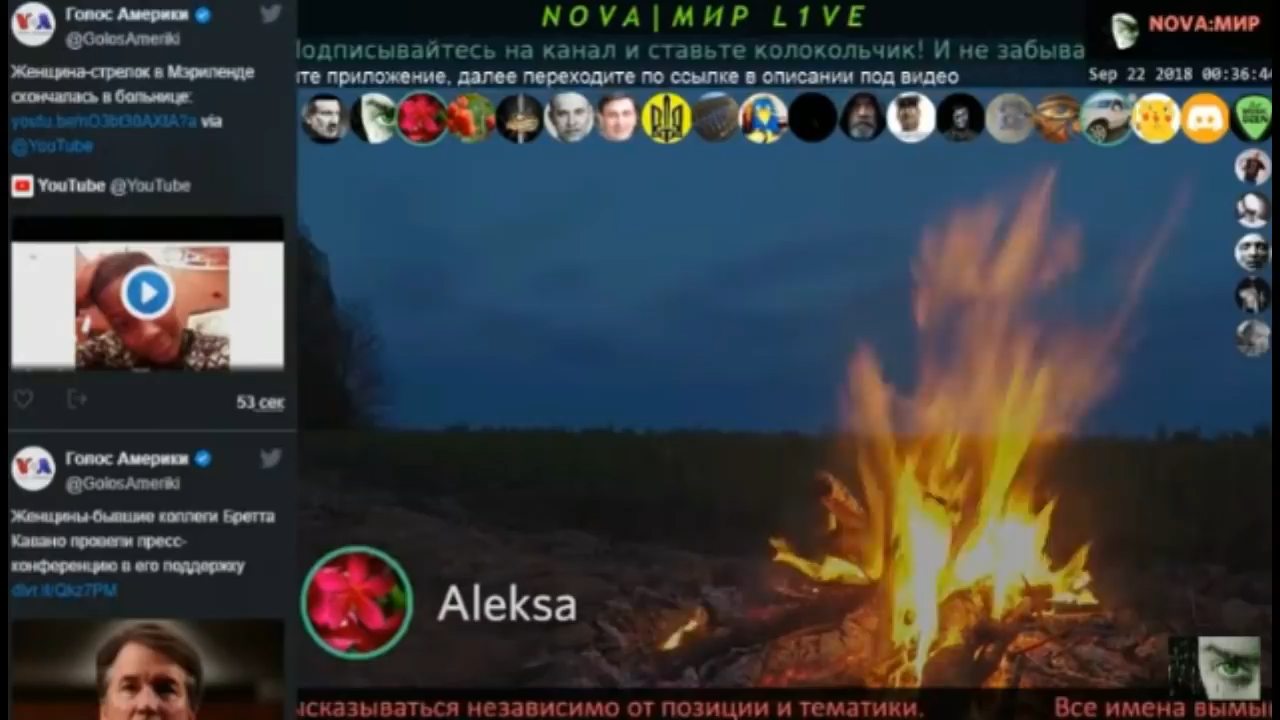 Голос Америки
@GolosAmeriki
Женщина-стрелок в Мэриленде
скончалась в больнице:
via
@YouTube
YouTube @YouTube
53 сек
Голос Америки
@GolosAmeriki
Женщины-бывшие коллеги Бретта
Кавано провели пресс-
конференцию в его поддержку
NOVA|МИР L1VE
Подписывайтесь на канал и ставьте колокольчик! И не забыва
те приложение, далее переходите по ссылке в описании под видео
NOVA:МИР
Sep 22 2018 00:36:44
Aleksa
ысказываться независимо от позиции и тематики.
Все имена вымы